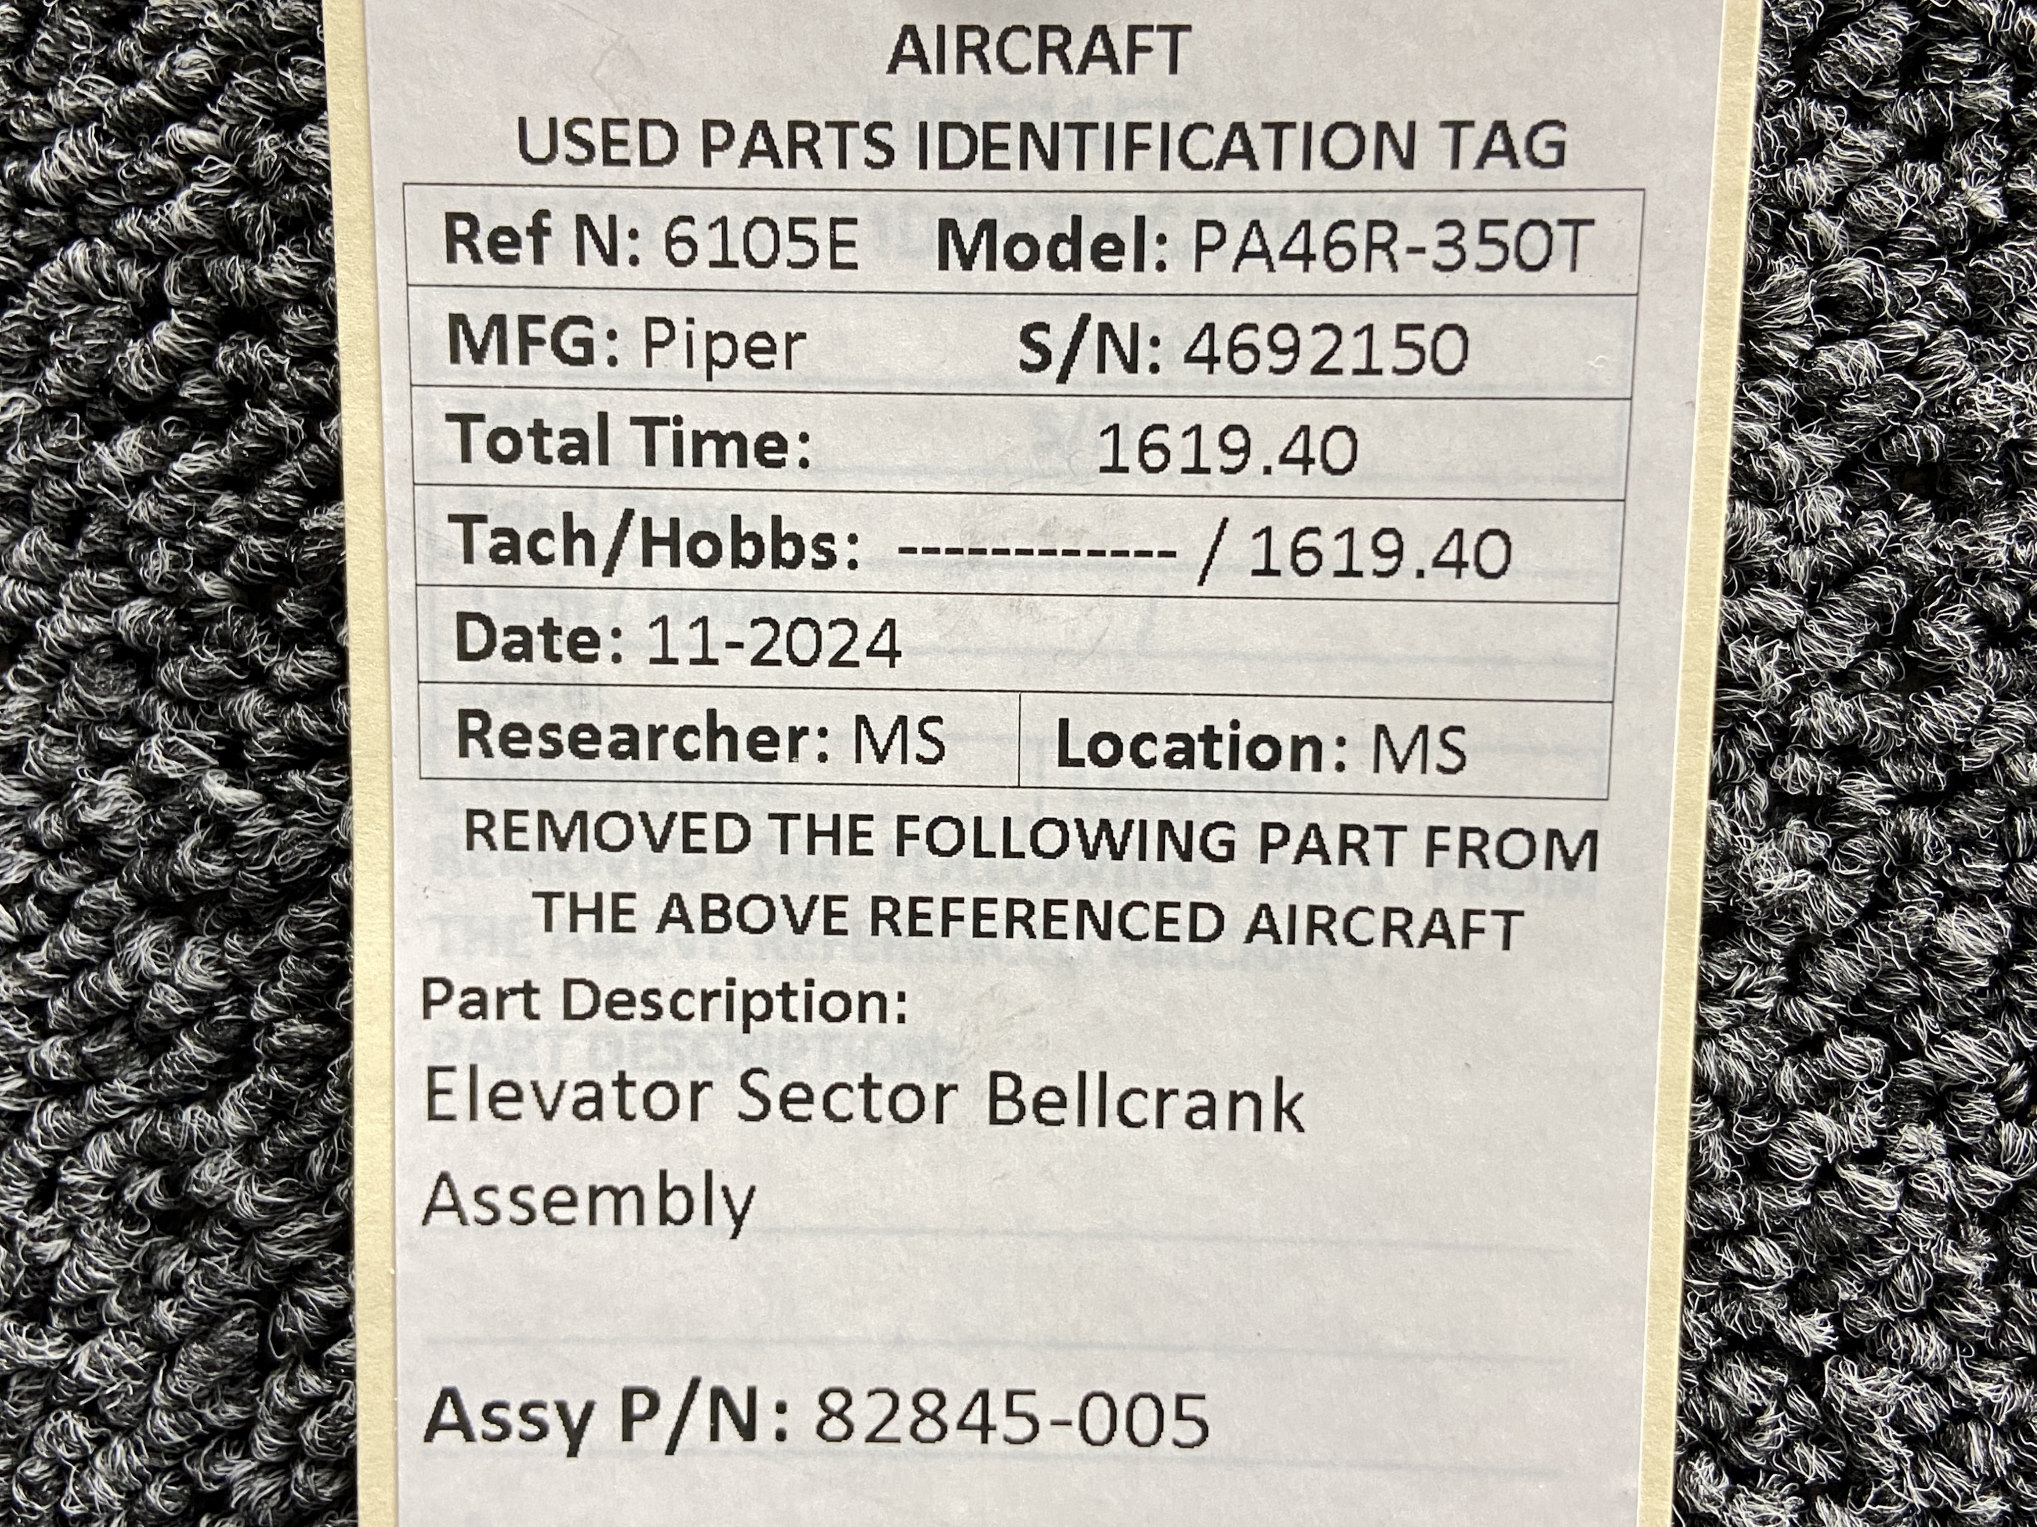 AIRCRAFT
USED PARTS IDENTIFICATION TAG
Ref N: 6105E Model: PA46R-350T
MFG: Piper S/N: 4692150
Total Time: 1619.40
Tach/Hobbs: ------------- / 1619.40
Date: 11-2024
Researcher: MS Location: MS
REMOVED THE FOLLOWING PART FROM
THE ABOVE REFERENCED AIRCRAFT
Part Description:
Elevator Sector Bellcrank
Assembly
Assy P/N: 82845-005